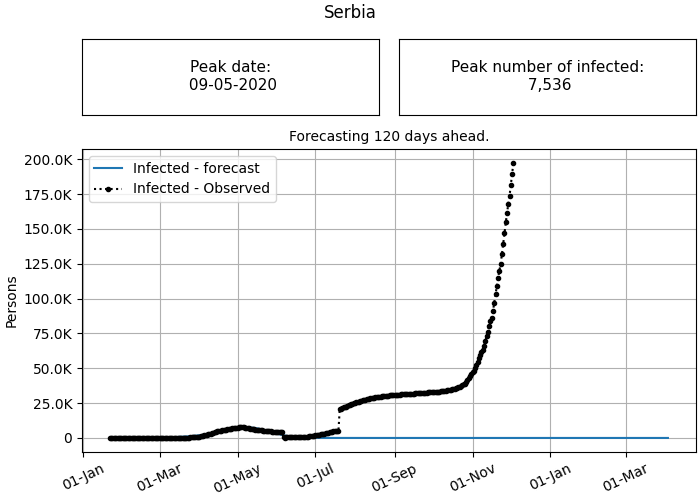 Serbia
Peak date:
09-05-2020
Peak number of infected:
7,536
Forecasting 120 days ahead.
Infected - forecast
Infected - Observed
200.0K
175.0K
150.0K
125.0K
100.0K
75.0K
50.0K
25.0K
0
Persons
01-Jan
01-Mar
01-May
01-Jul
01-Sep
01-Nov
01-Jan
01-Mar